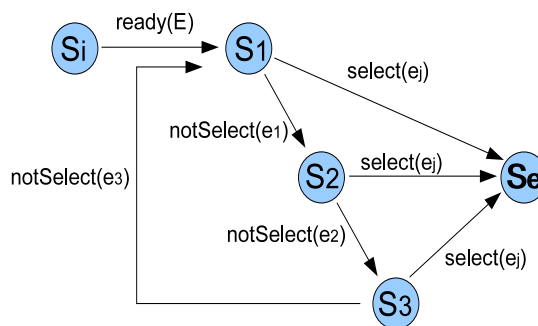 ready(E)
Si
S1
select(ej)
notSelect(e1)
select(ej)
notSelect(e3)
S2
Se
notSelect(e2)
select(ej)
S3